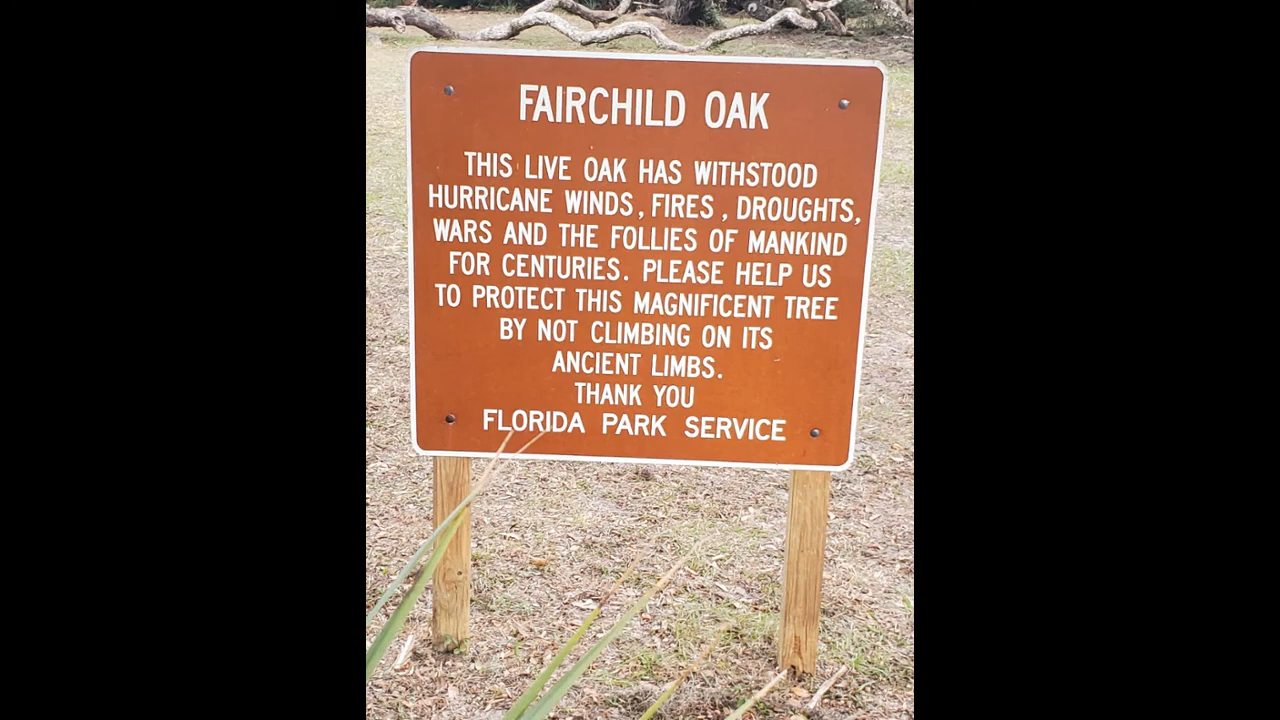 FAIRCHILD OAK
THIS LIVE OAK HAS WITHSTOOD
HURRICANE WINDS, FIRES, DROUGHTS,
WARS AND THE FOLLIES OF MANKIND
FOR CENTURIES. PLEASE HELP US
TO PROTECT THIS MAGNIFICENT TREE
BY NOT CLIMBING ON ITS
ANCIENT LIMBS.
THANK YOU
FLORIDA PARK SERVICE